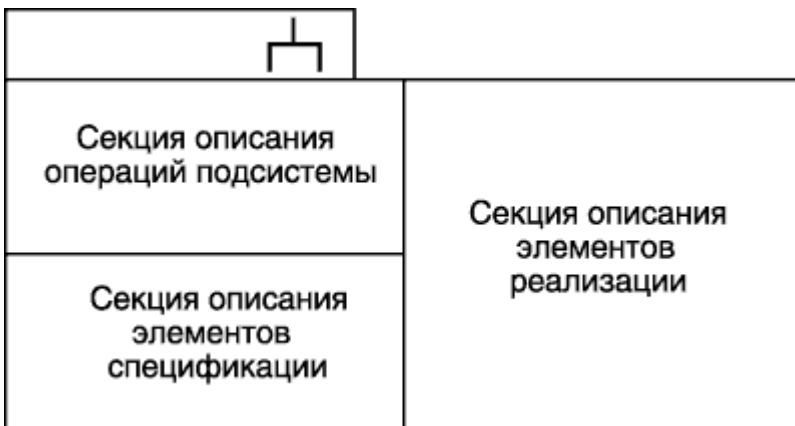 Секция описания
операций подсистемы
Секция описания
элементов
спецификации
Секция описания
элементов
реализации